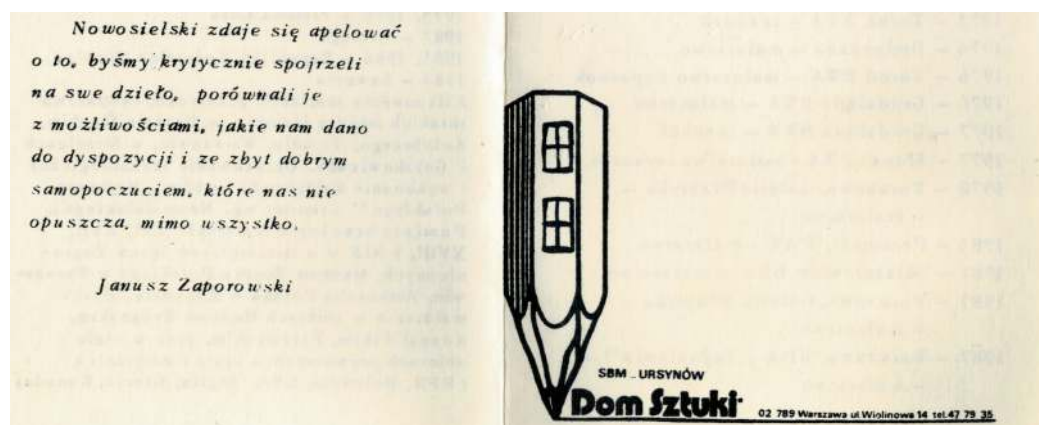 Nowosielski zdaje się apelować
o to, byśmy krytycznie spojrzeli
na swe dzieło, porównali je
z możliwościami, jakie nam dano
do dyspozycji i ze zbyt dobrym
samopoczuciem, które nas nie
opuszcza, mimo wszystko.
Janusz Zaporowski
SBM - URSYNÓW
Dom Sztuki
02 789 Warszawa ul Wiolinowa 14 tel.47 79 35